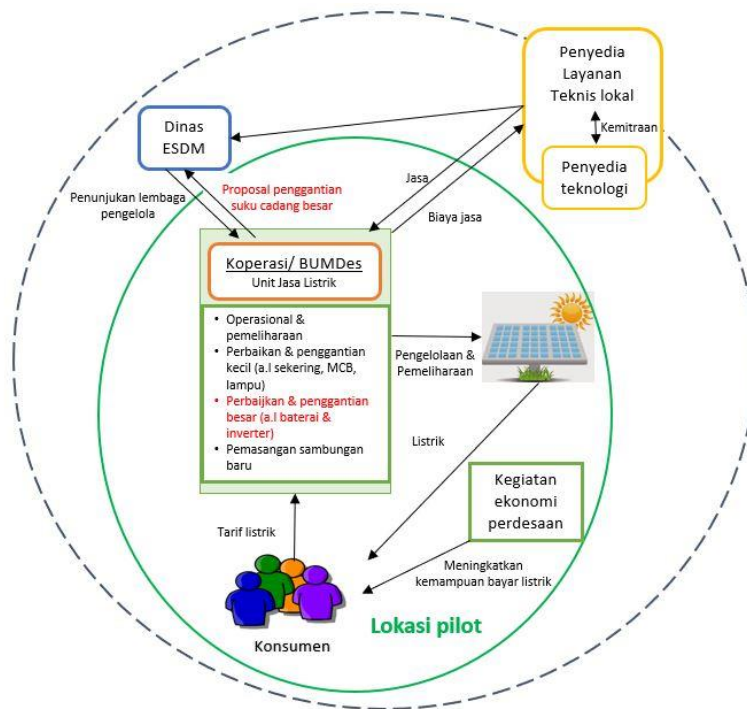 Penyedia
Layanan
Teknis lokal
Kemitraan
Penyedia
teknologi
Dinas
ESDM
Penunjukan lembaga
pengelola
Proposal penggantian
suku cadang besar
Jasa
Biaya jasa
Koperasi/ BUMDes
Unit Jasa Listrik
• Operasional &
pemeliharaan
• Perbaikan & penggantian
kecil (a.l sekering, MCB,
lampu)
• Perbaijkan & penggantian
besar (a.l baterai &
inverter)
• Pemasangan sambungan
baru
Pengelolaan &
Pemeliharaan
Listrik
Kegiatan
ekonomi
perdesaan
Tarif listrik
Meningkatkan
kemampuan bayar listrik
Konsumen
Lokasi pilot